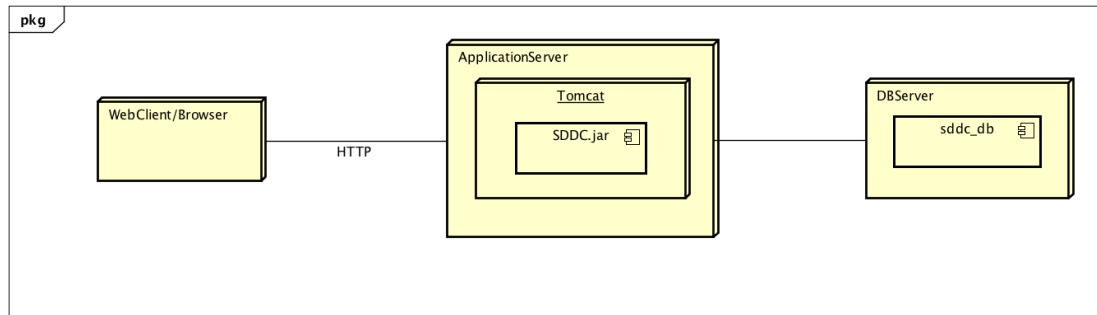 pkg
ApplicationServer
Tomcat
SDDC.jar
WebClient/Browser
HTTP
DBServer
sddc_db